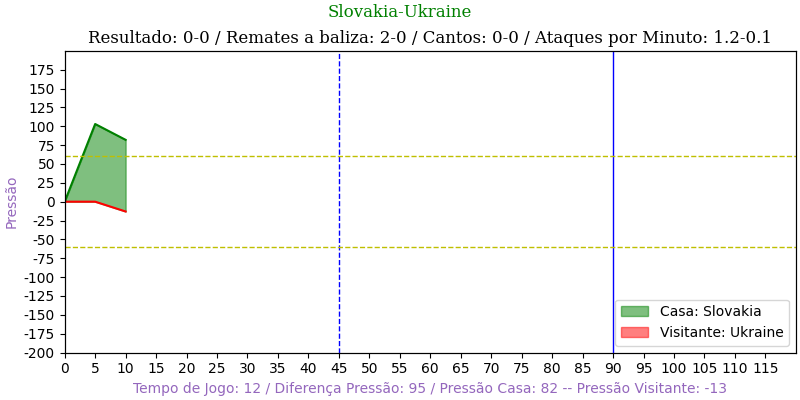 Slovakia-Ukraine
Resultado: 0-0 / Remates a baliza: 2-0 / Cantos: 0-0 / Ataques por Minuto: 1.2-0.1
175
150
125
100
75
50
25
0
-25
-50
-75
-100
-125
-150
-175
-200
Pressão
Casa: Slovakia
Visitante: Ukraine
0 5 10 15 20 25 30 35 40 45 50 55 60 65 70 75 80 85 90 95 100 105 110 115
Tempo de Jogo: 12 / Diferença Pressão: 95 / Pressão Casa: 82 -- Pressão Visitante: -13